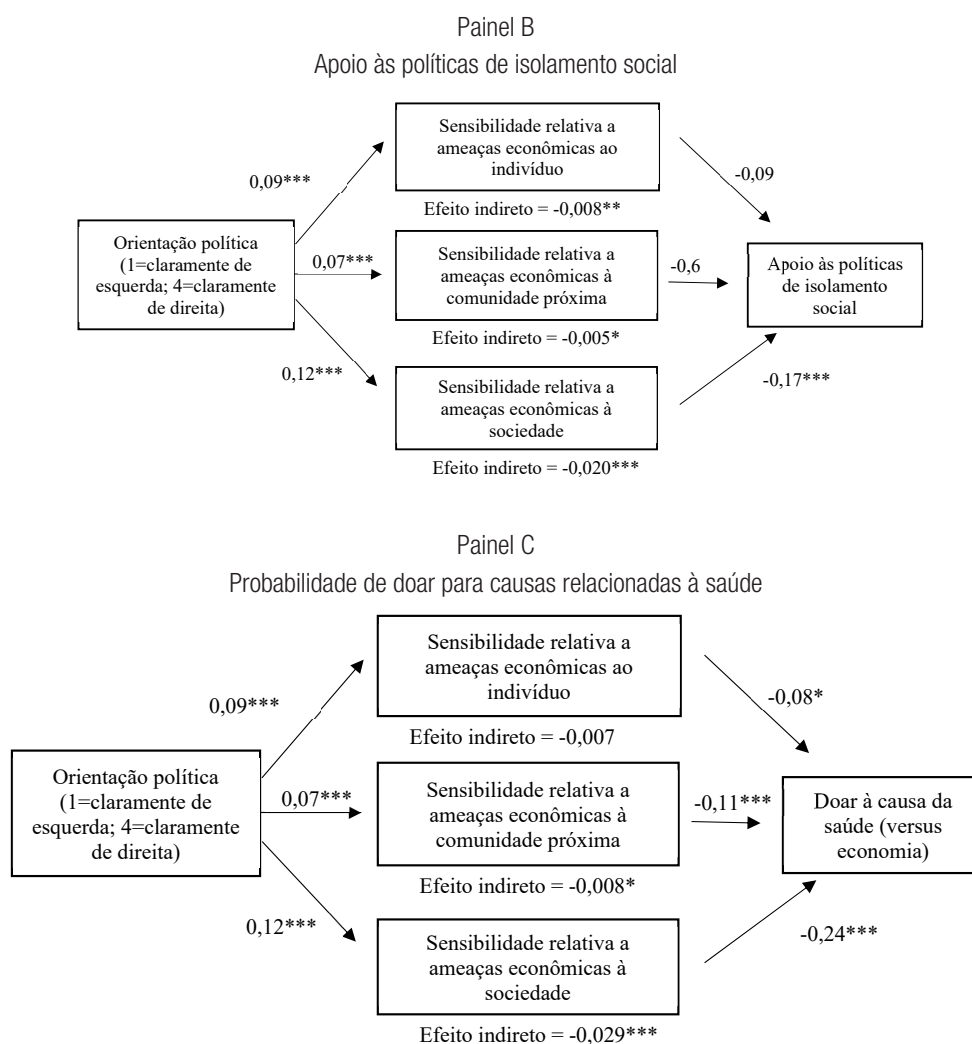 Painel B
Apoio às políticas de isolamento social
Sensibilidade relativa a
ameaças econômicas ao
indivíduo
0,09***
-0,09
Efeito indireto = -0,008**
Orientação política
(1=claramente de
esquerda; 4=claramente
de direita)
0,07***
Sensibilidade relativa a
ameaças econômicas à
comunidade próxima
-0,6
Apoio às políticas
de isolamento
social
Efeito indireto = -0,005*
0,12***
Sensibilidade relativa a
ameaças econômicas à
sociedade
-0,17***
Efeito indireto = -0,020***
Painel C
Probabilidade de doar para causas relacionadas à saúde
Sensibilidade relativa a
ameaças econômicas ao
indivíduo
0,09***
-0,08*
Efeito indireto = -0,007
Orientação política
(1=claramente de
esquerda; 4=claramente
de direita)
0,07***
Sensibilidade relativa a
ameaças econômicas à
comunidade próxima
-0,11***
Doar à causa da
saúde (versus
economia)
Efeito indireto = -0,008*
0,12***
Sensibilidade relativa a
ameaças econômicas à
sociedade
-0,24***
Efeito indireto = -0,029***